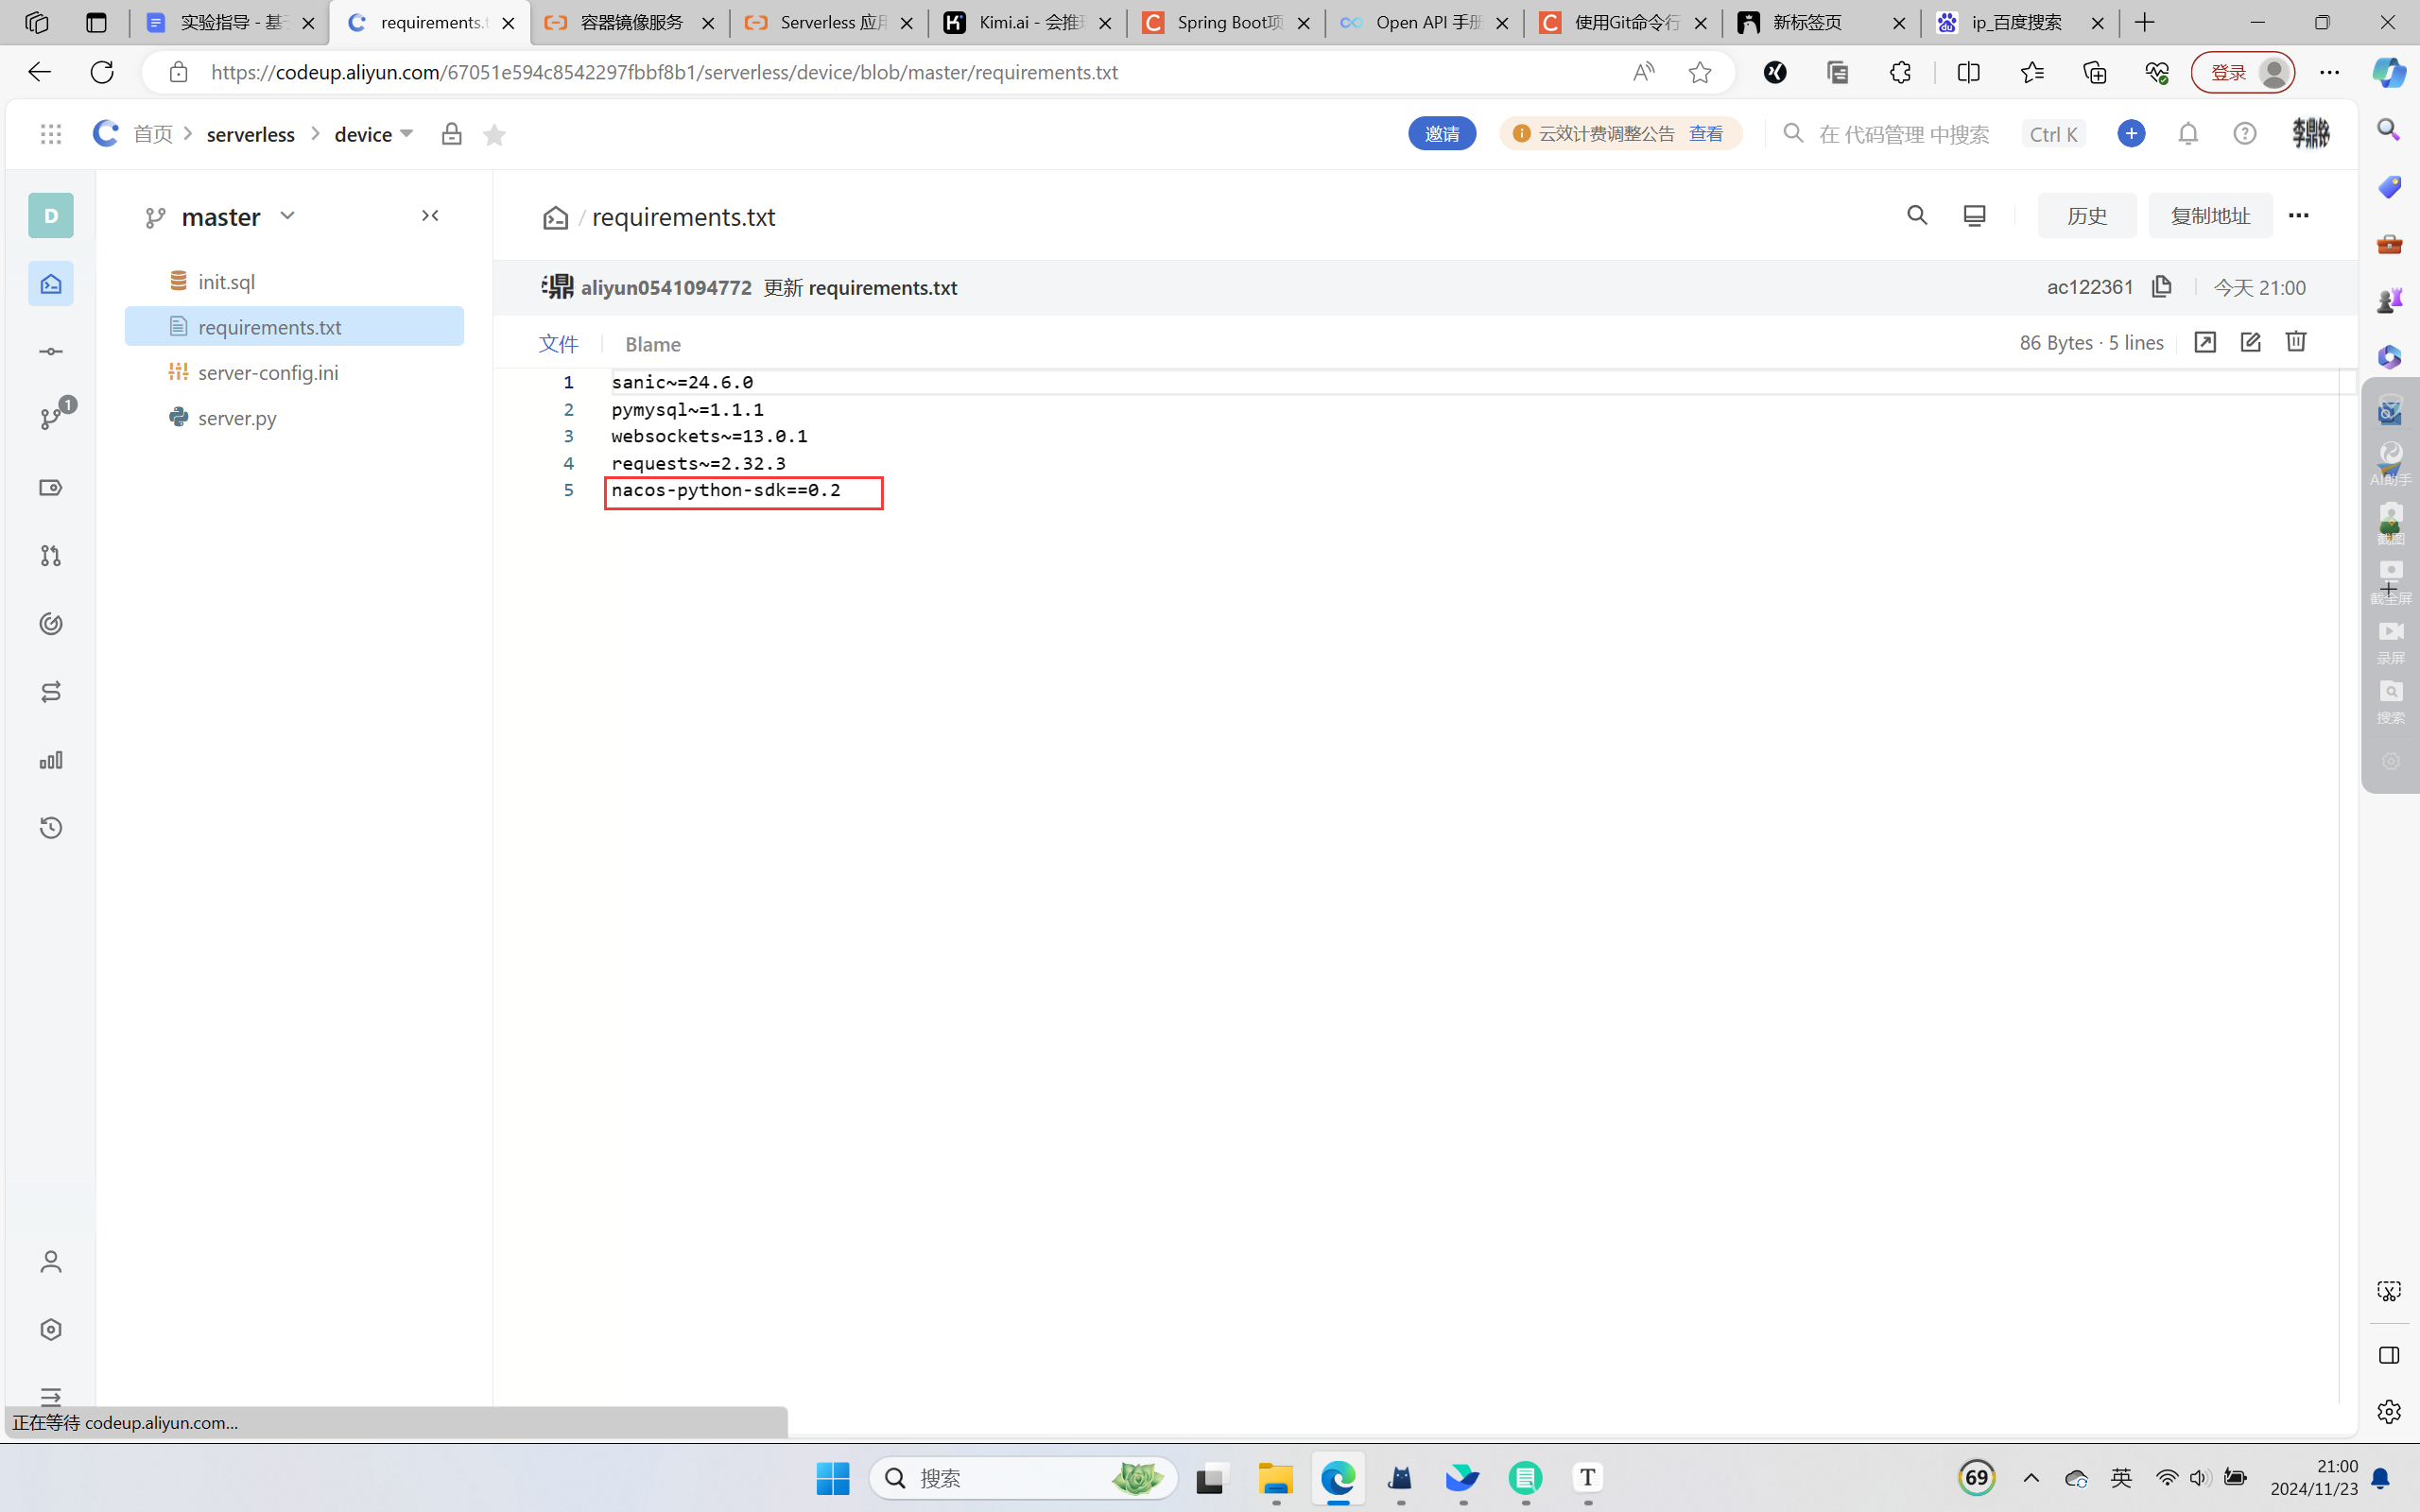 实验指导 - 基于
requirements.t
容器镜像服务
Serverless 应用
Kimi.ai - 会推理
Spring Boot项
Open API 手册
使用Git命令行
新标签页
ip_百度搜索
https://codeup.aliyun.com/67051e594c8542297fbbf8b1/serverless/device/blob/master/requirements.txt
登录
首页
serverless
device
邀请
云效计费调整公告 查看
在 代码管理 中搜索
Ctrl K
李鼎铭
D
master
/ requirements.txt
历史
复制地址
init.sql
requirements.txt
server-config.ini
server.py
1
aliyun0541094772 更新 requirements.txt
ac122361
今天 21:00
文件
Blame
86 Bytes · 5 lines
1 sanic~=24.6.0
2 pymysql~=1.1.1
3 websockets~=13.0.1
4 requests~=2.32.3
5 nacos-python-sdk==0.2
AI助手
截图
截全屏
录屏
搜索
正在等待 codeup.aliyun.com...
搜索
69
英
21:00
2024/11/23